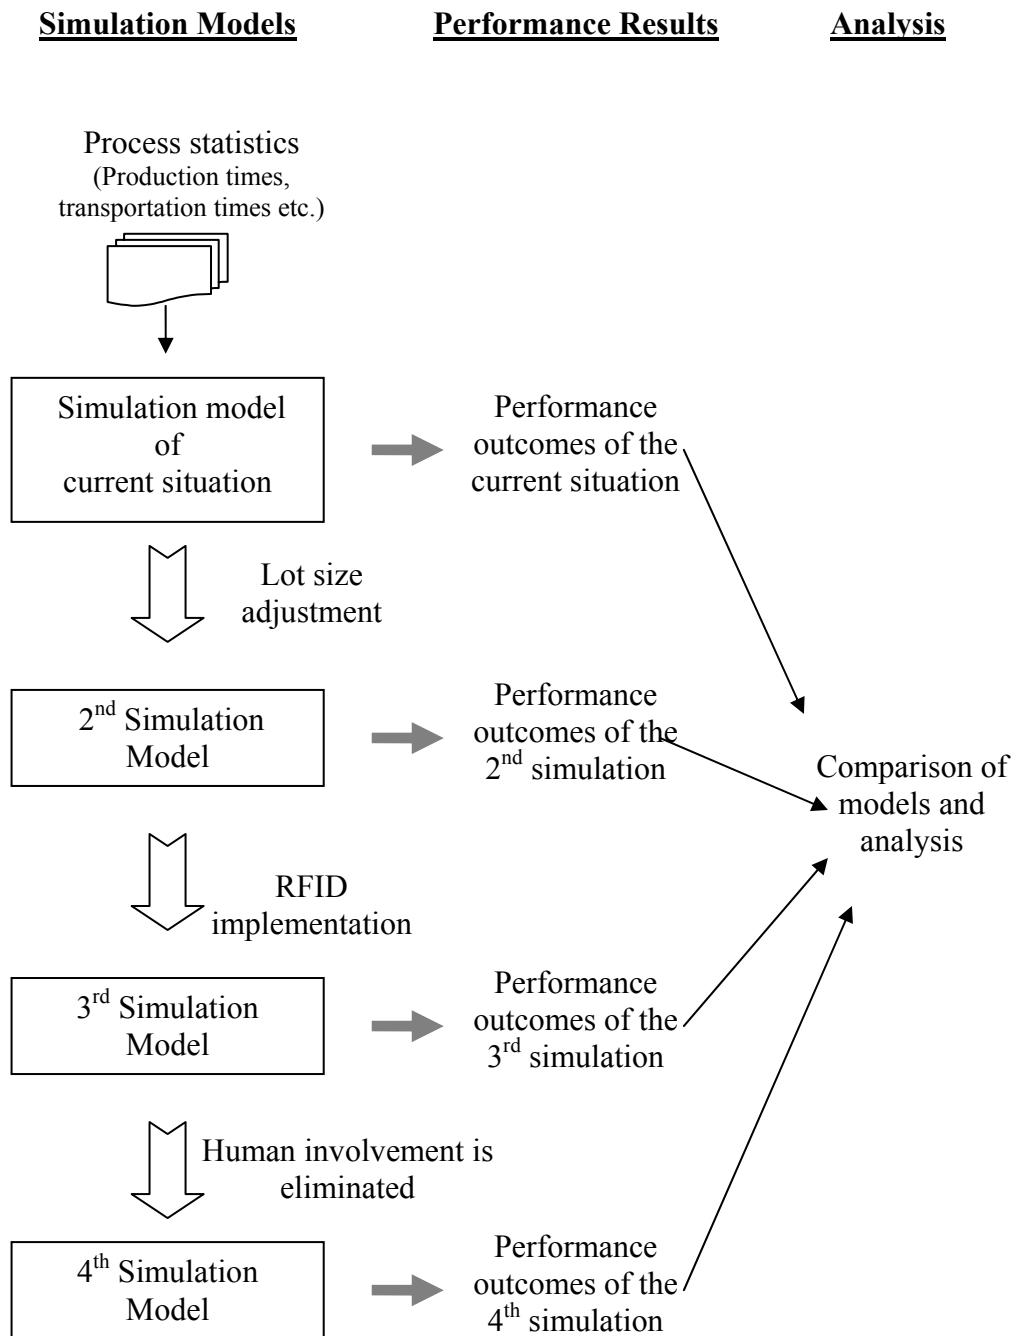 Simulation Models Performance Results Analysis
Process statistics
(Production times,
transportation times etc.)
Simulation model
of
current situation
Performance
outcomes of the
current situation
Lot size
adjustment
2nd Simulation
Model
Performance
outcomes of the
2nd simulation
Comparison of
models and
analysis
RFID
implementation
3rd Simulation
Model
Performance
outcomes of the
3rd simulation
Human involvement is
eliminated
4th Simulation
Model
Performance
outcomes of the
4th simulation